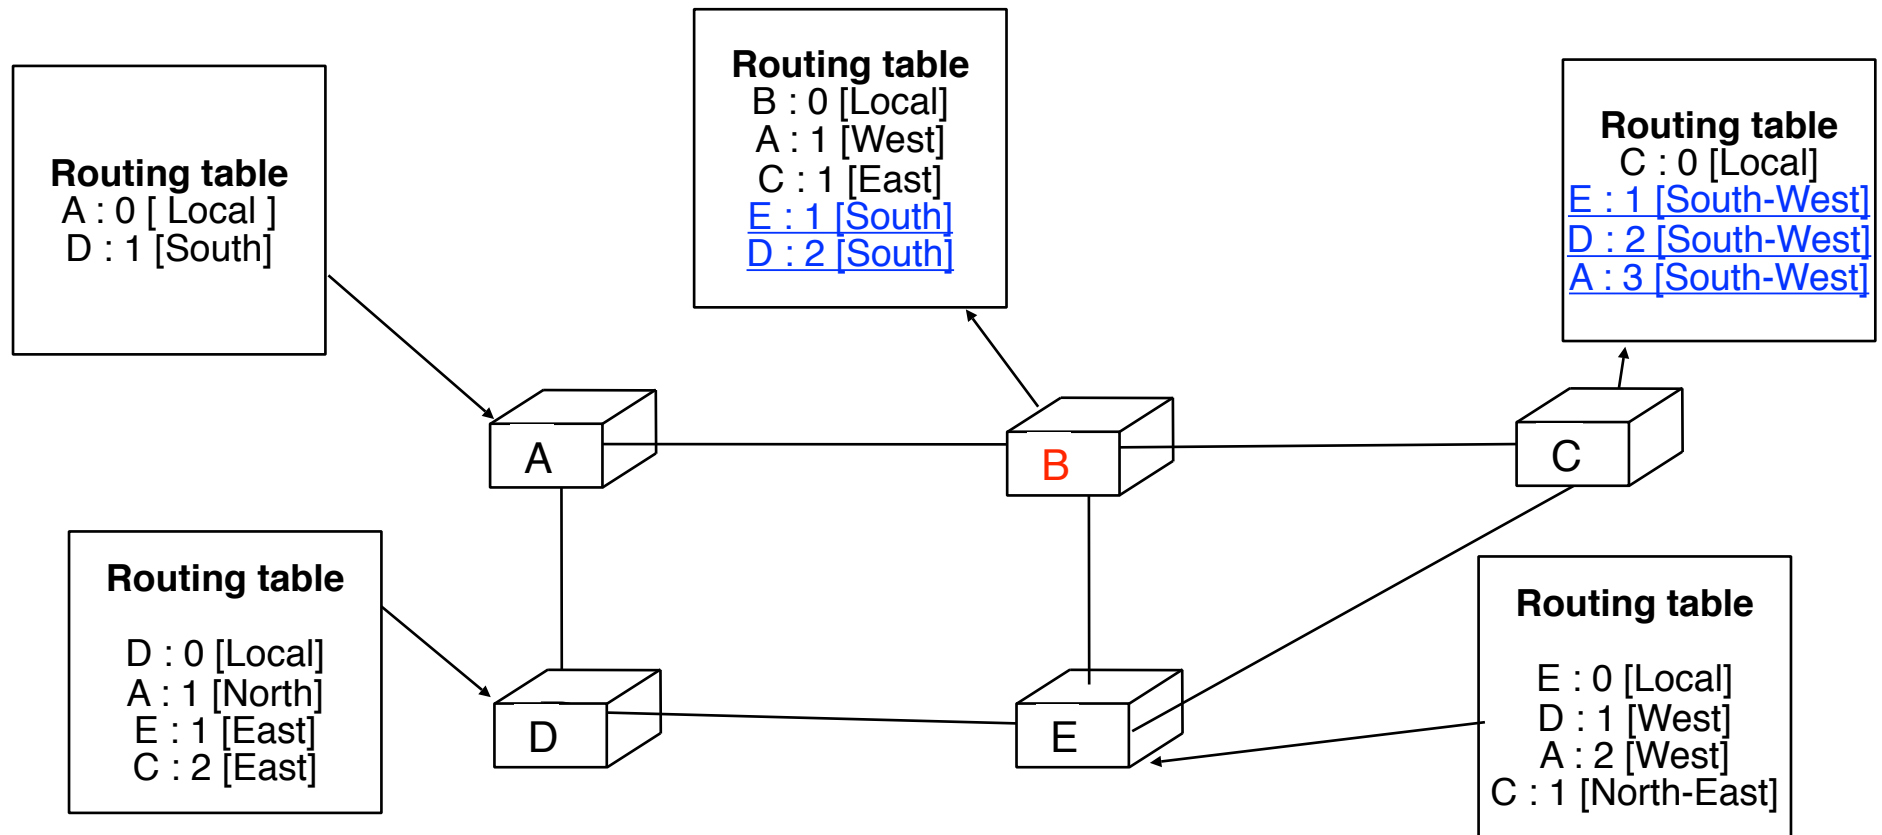 Routing table
A : 0 [ Local ]
D : 1 [South]
Routing table
B : 0 [Local]
A : 1 [West]
C : 1 [East]
E : 1 [South]
D : 2 [South]
Routing table
C : 0 [Local]
E : 1 [South-West]
D : 2 [South-West]
A : 3 [South-West]
A
B
C
Routing table
D : 0 [Local]
A : 1 [North]
E : 1 [East]
C : 2 [East]
D
E
Routing table
E : 0 [Local]
D : 1 [West]
A : 2 [West]
C : 1 [North-East]